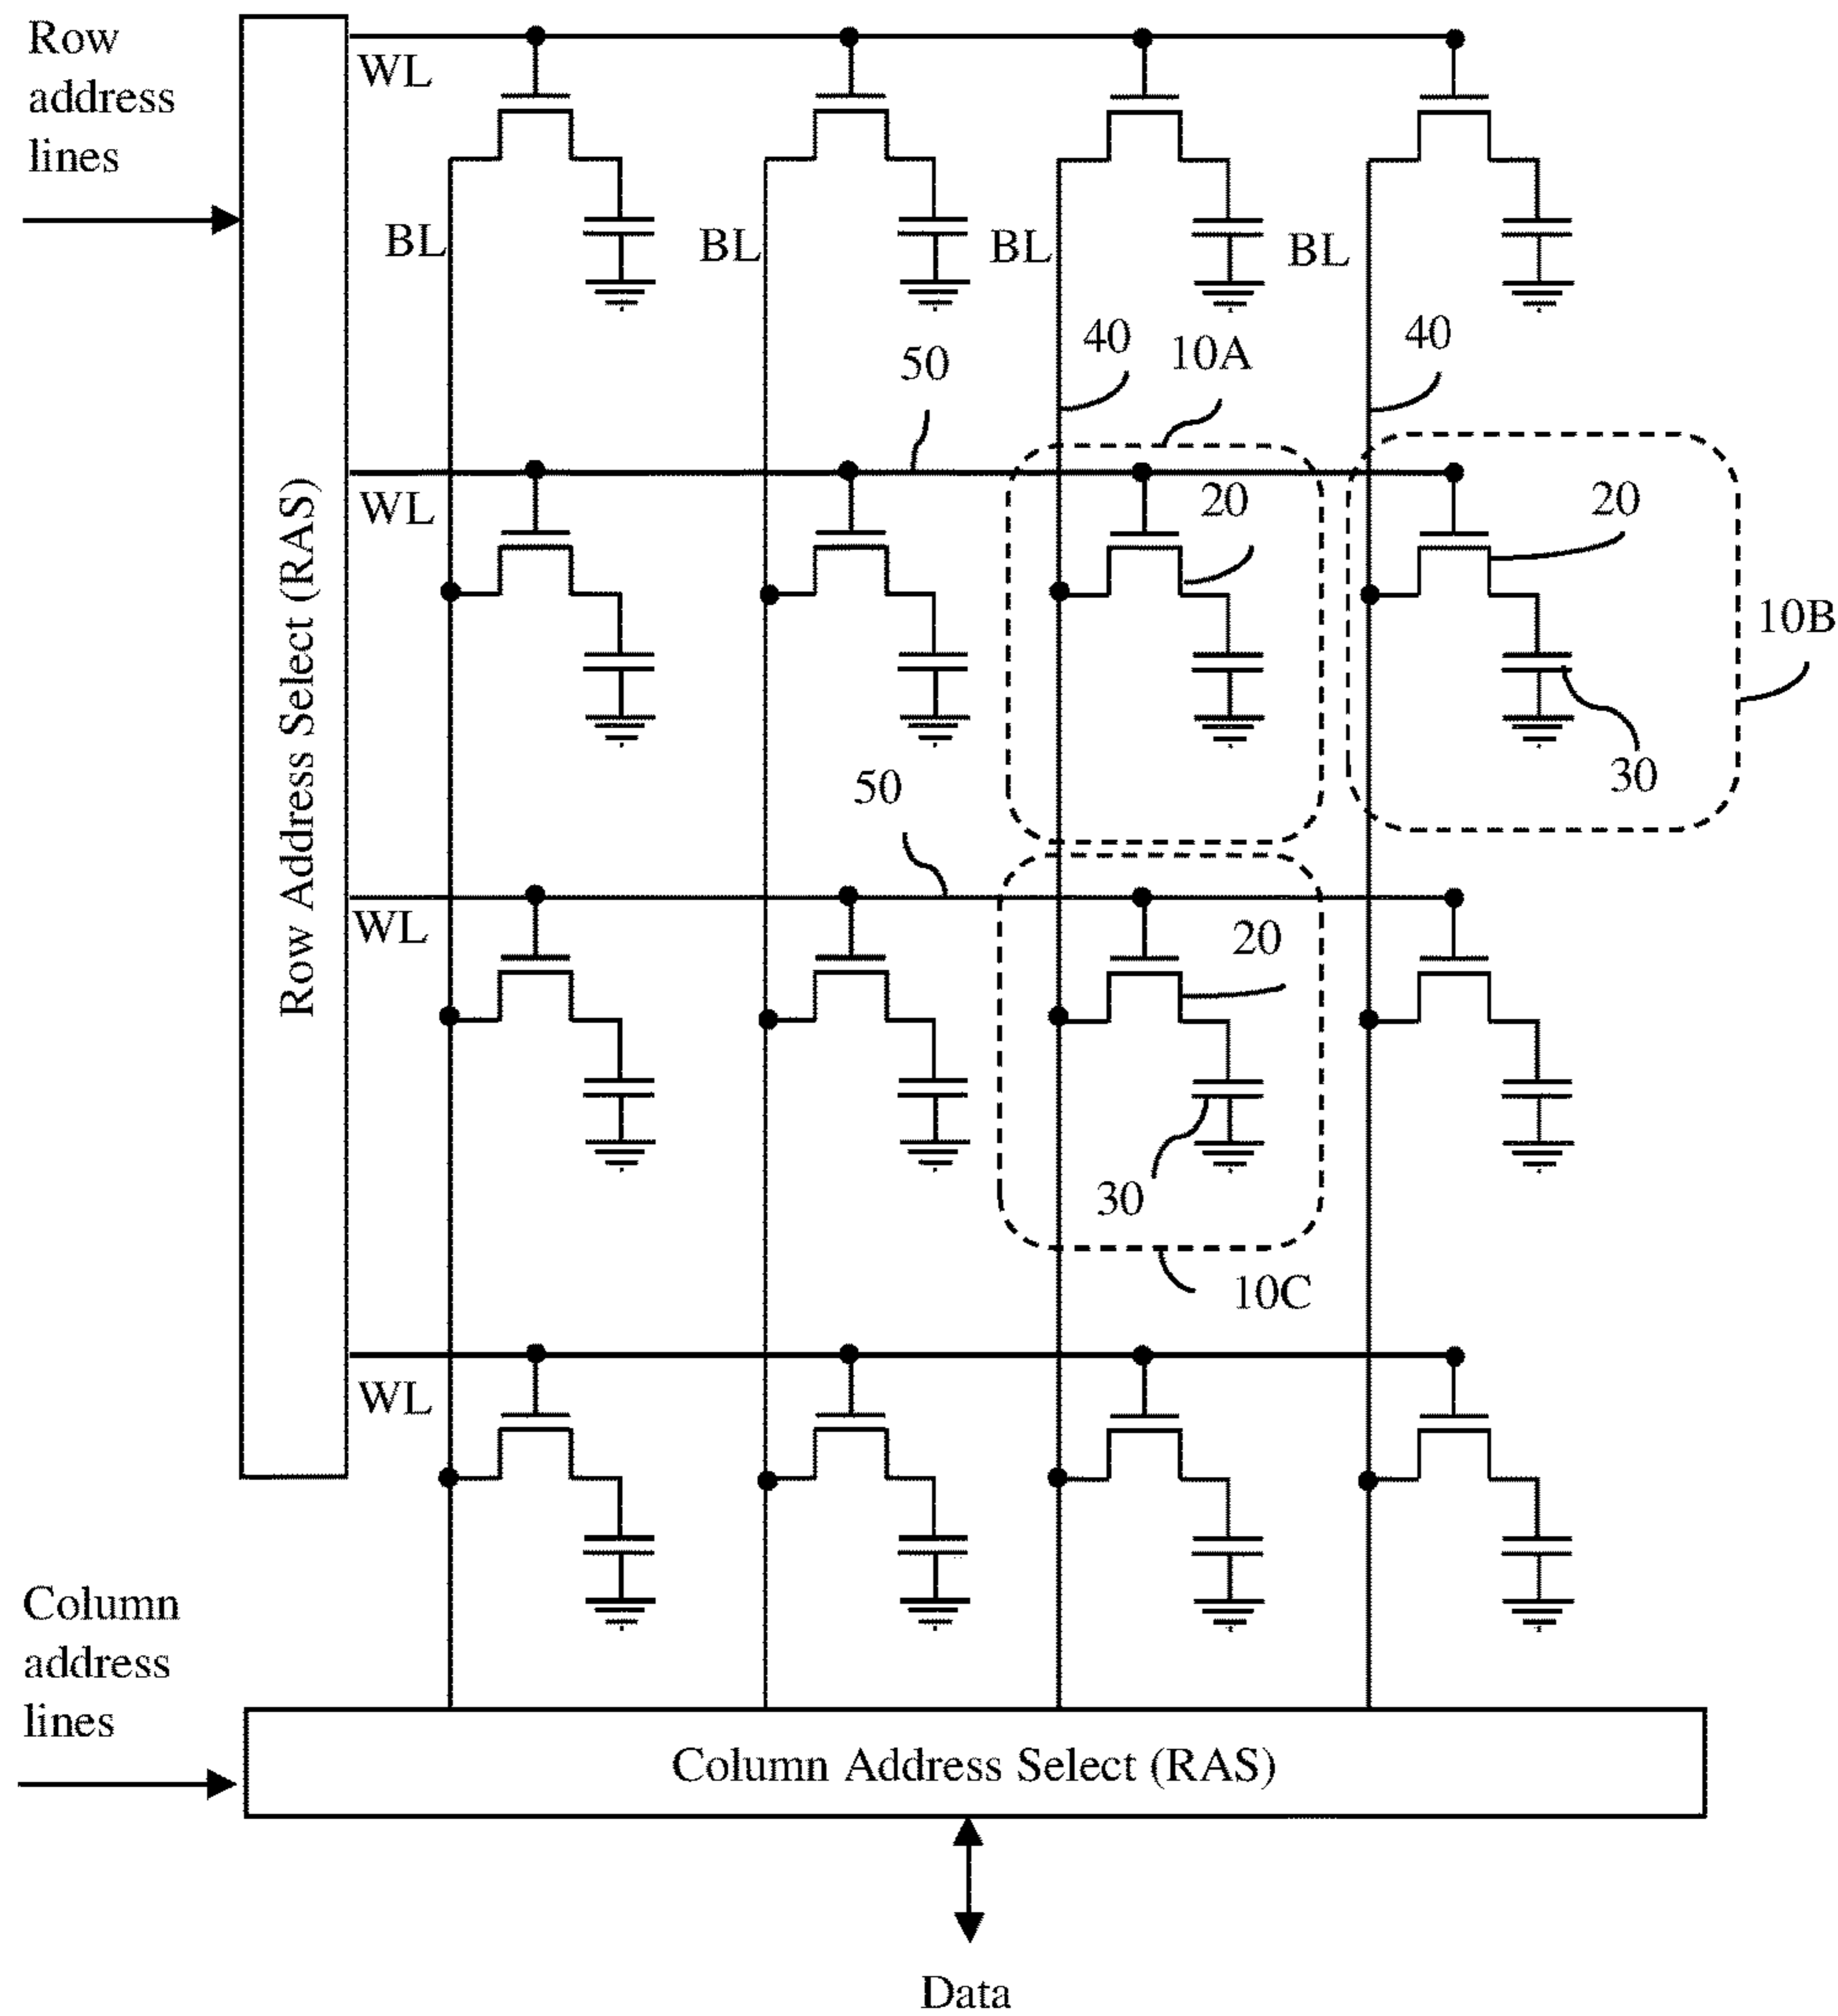 Row
address
lines
WL
BL
BL
BL
BL
40
40
10A
50
WL
20
20
10B
30
50
Row Address Select (RAS)
WL
20
30
10C
WL
Column
address
lines
Column Address Select (RAS)
Data